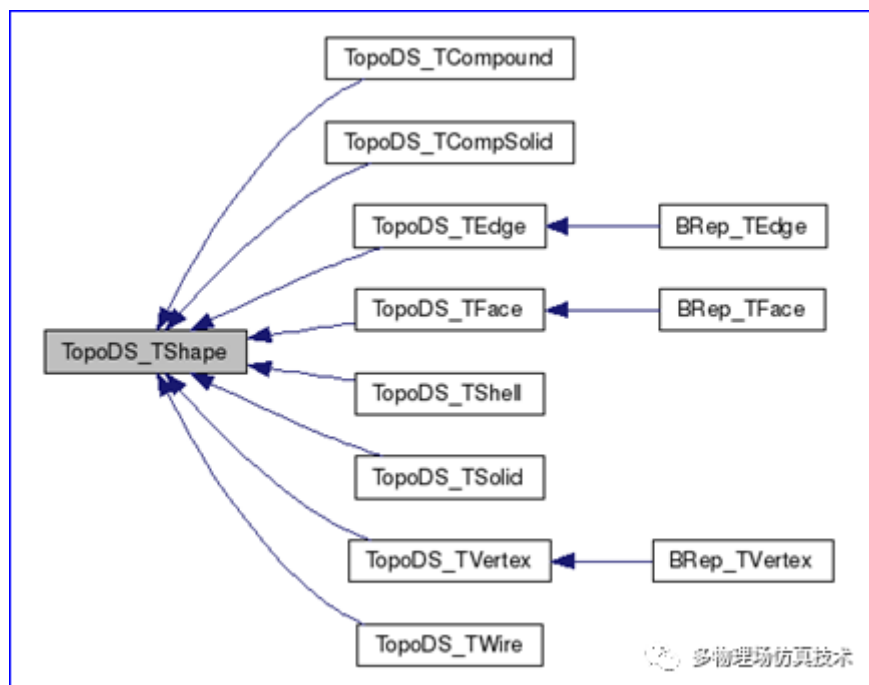 TopoDS_TCompound
TopoDS_TCompSolid
TopoDS_TEdge
BRep_TEdge
TopoDS_TFace
BRep_TFace
TopoDS_TShape
TopoDS_TShell
TopoDS_TSolid
TopoDS_TVertex
BRep_TVertex
TopoDS_TWire
多物理场仿真技术